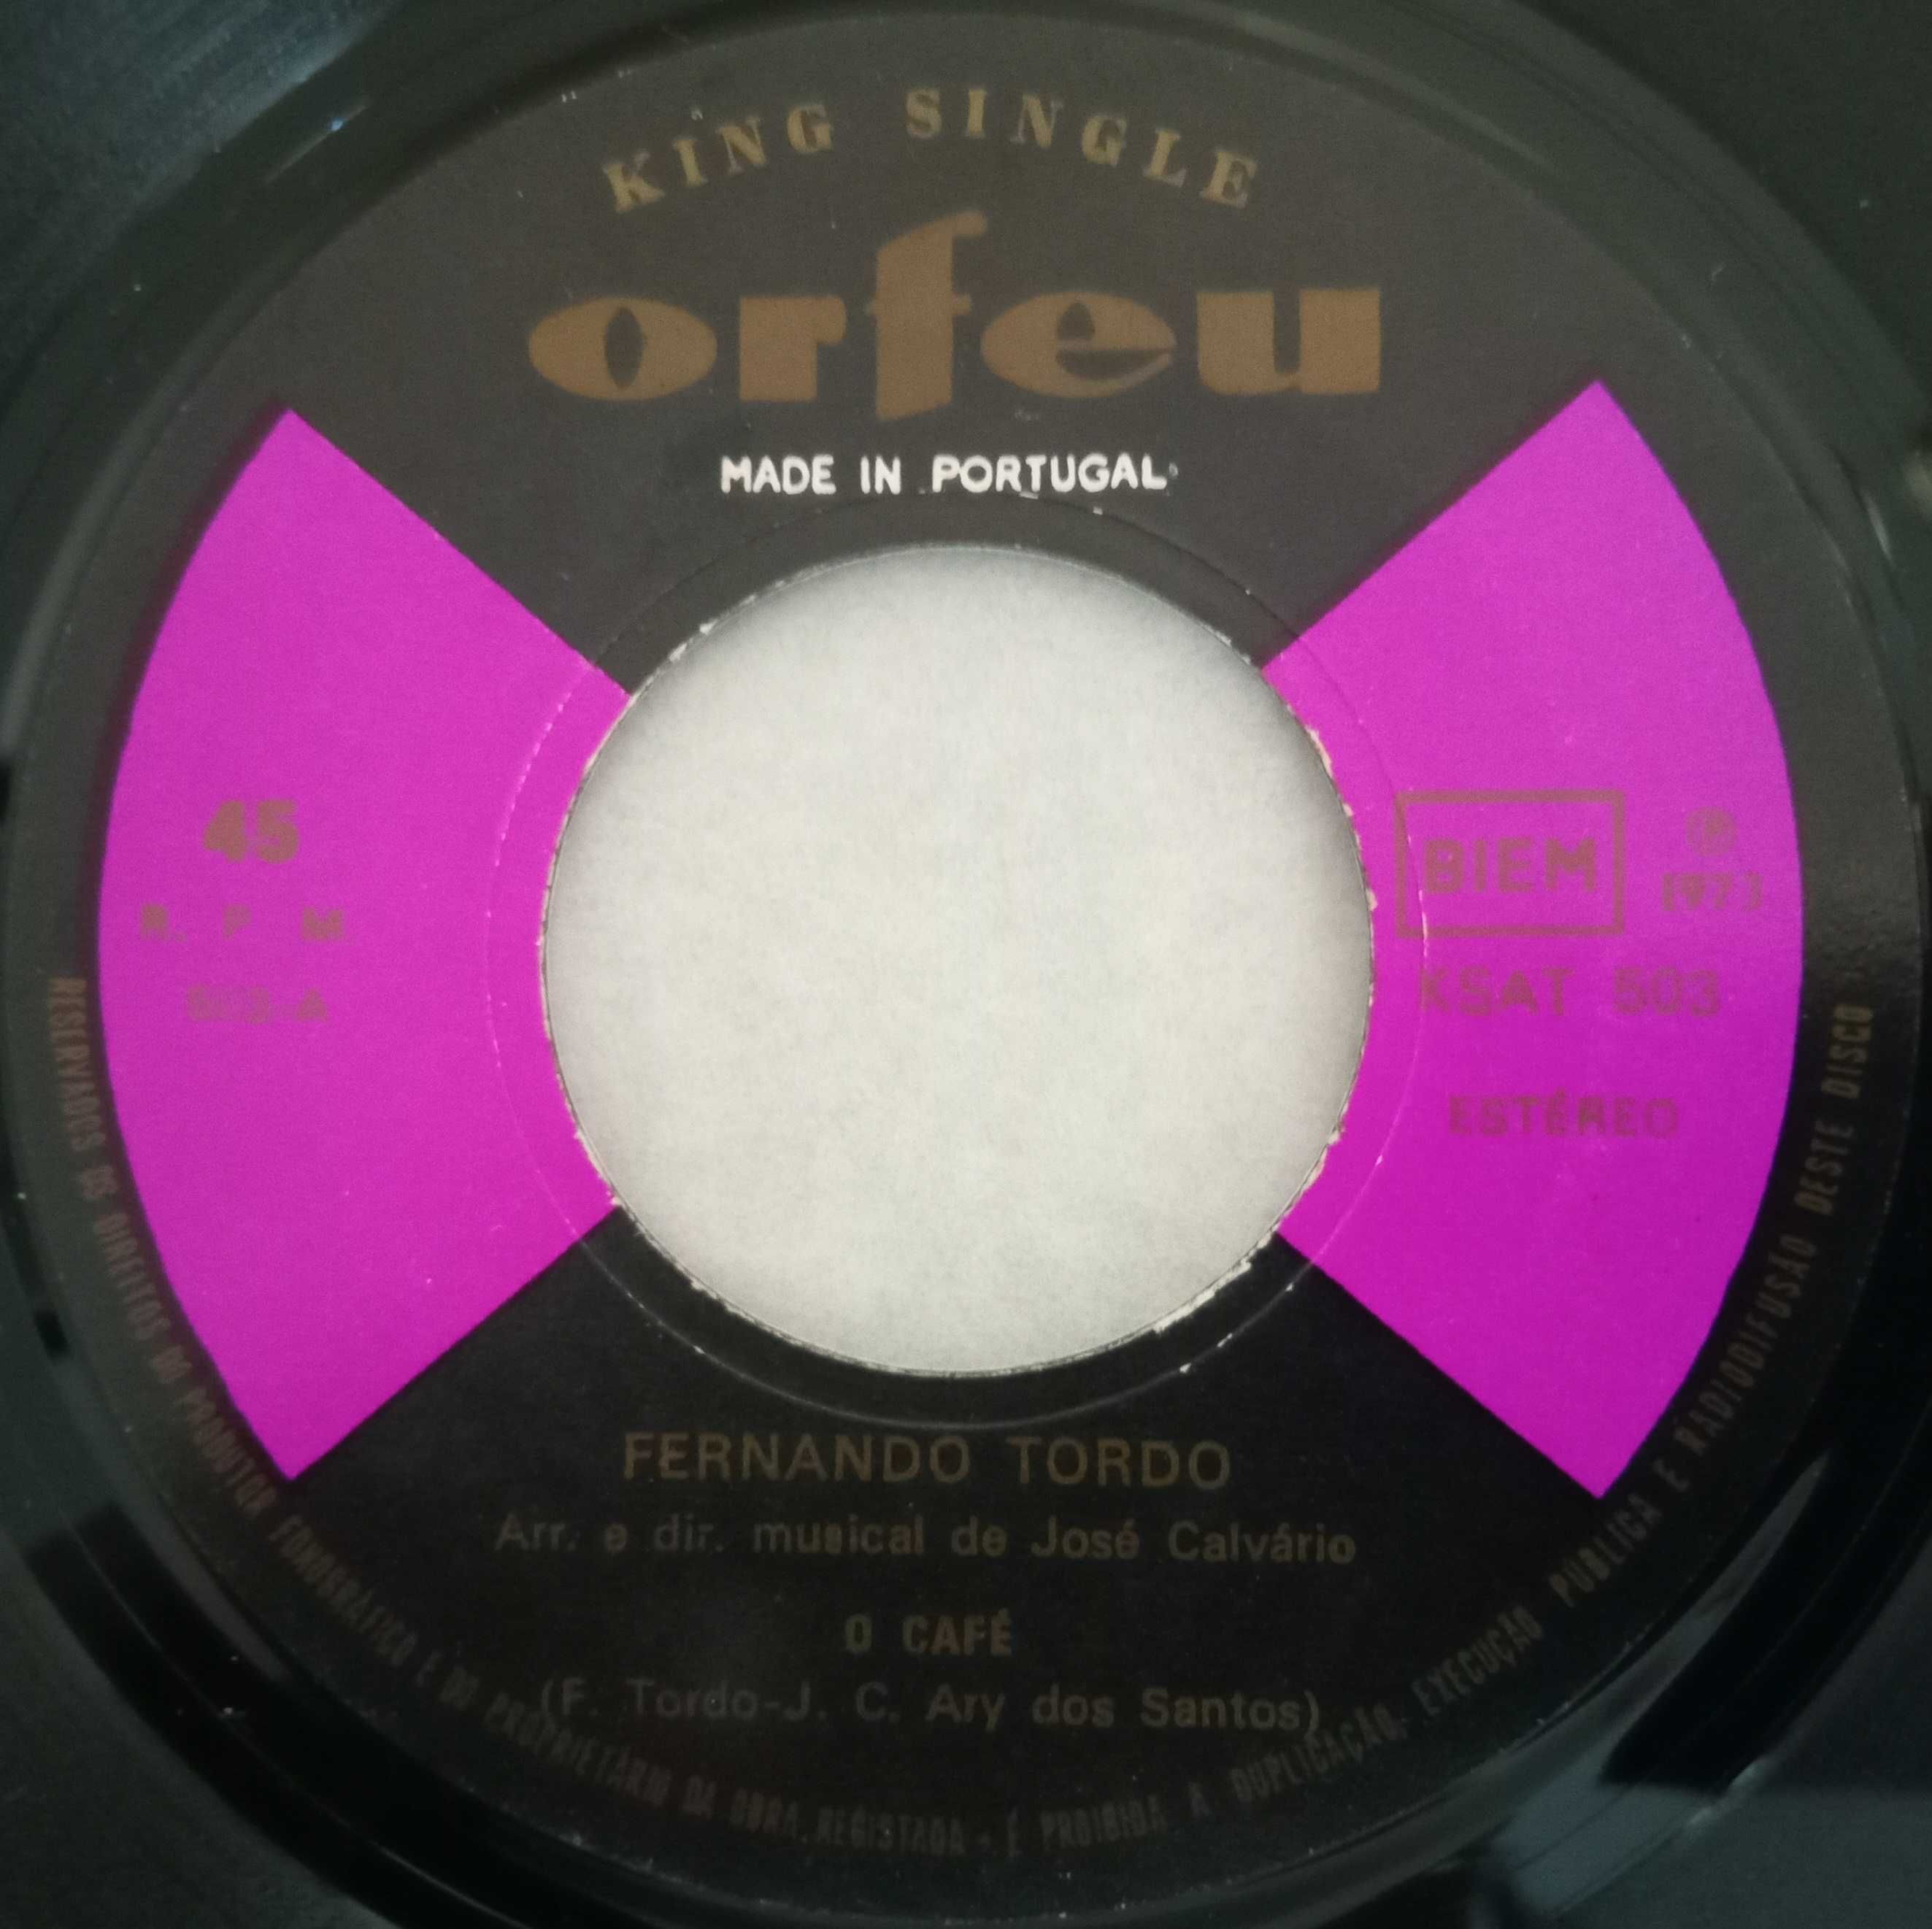 KING SINGLE
orfeu
MADE IN PORTUGAL
45
R. P. M.
503-A
BIEM
Ⓟ
1973
KSAT 503
ESTÉREO
FERNANDO TORDO
Arr. e dir. musical de José Calvário
O CAFÉ
(F. Tordo-J. C. Ary dos Santos)
RESERVADOS OS DIREITOS DO PRODUTOR FONOGRÁFICO E DO PROPRIETÁRIO DA OBRA REGISTADA - É PROIBIDA A DUPLICAÇÃO, EXECUÇÃO PUBLICA E RADIODIFUSÃO DESTE DISCO